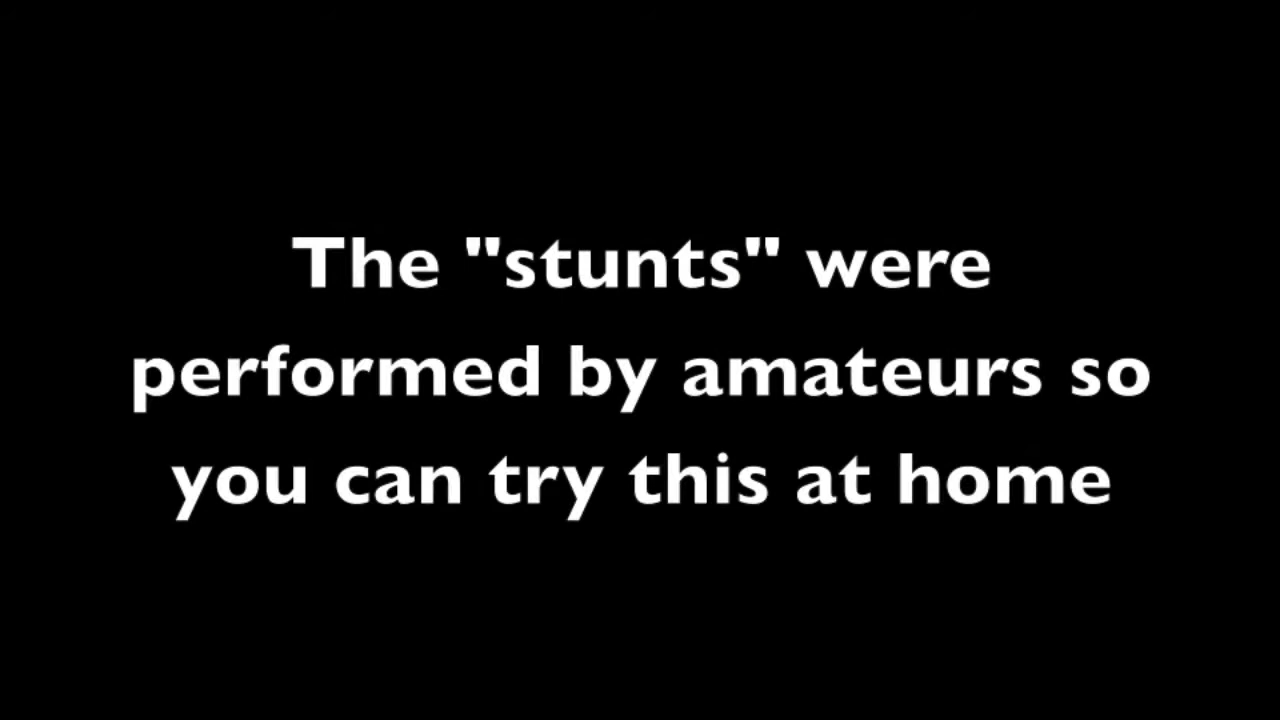 The "stunts" were
performed by amateurs so
you can try this at home